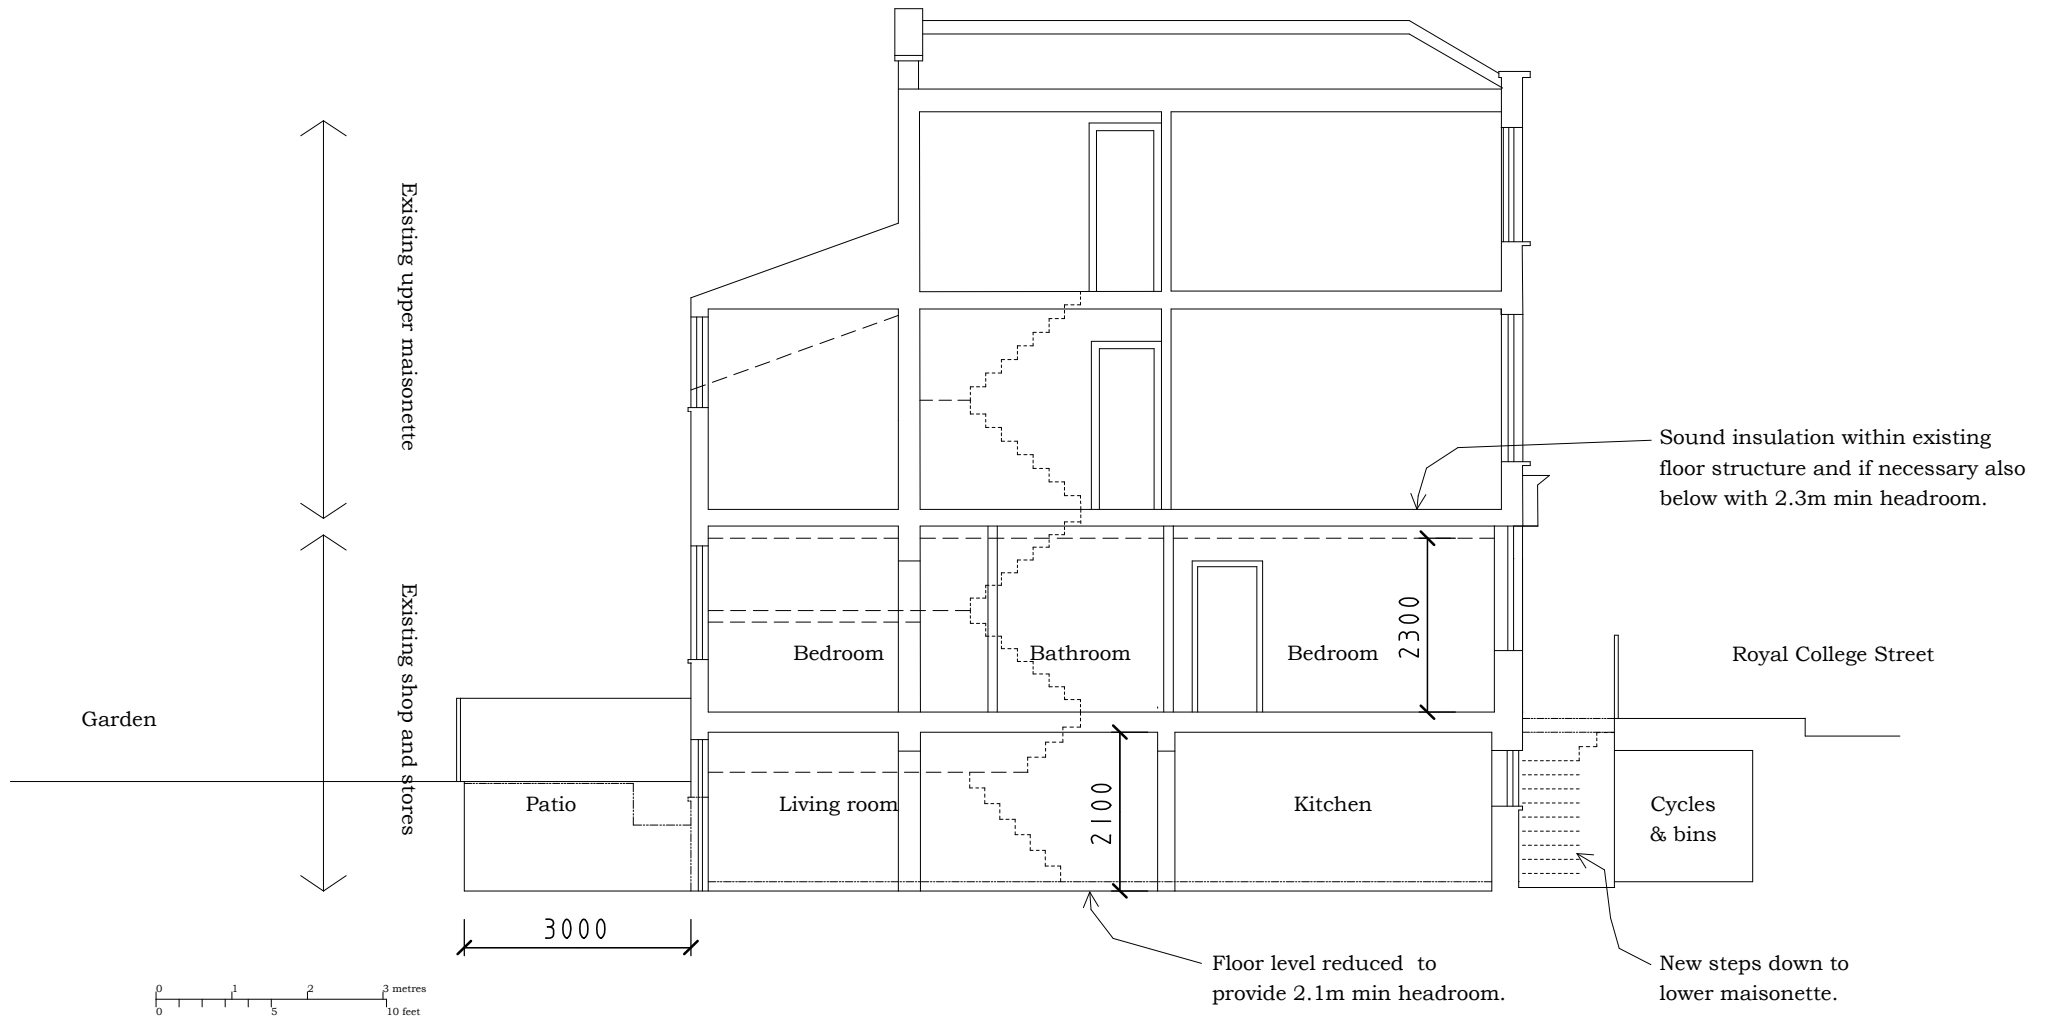 Existing upper maisonette
Sound insulation within existing
floor structure and if necessary also
below with 2.3m min headroom.
Existing shop and stores
2300
Bedroom
Bathroom
Bedroom
Royal College Street
Garden
Patio
Living room
2100
Kitchen
Cycles
& bins
3000
Floor level reduced to
provide 2.1m min headroom.
New steps down to
lower maisonette.
0 1 2 3 metres
0 5 10 feet